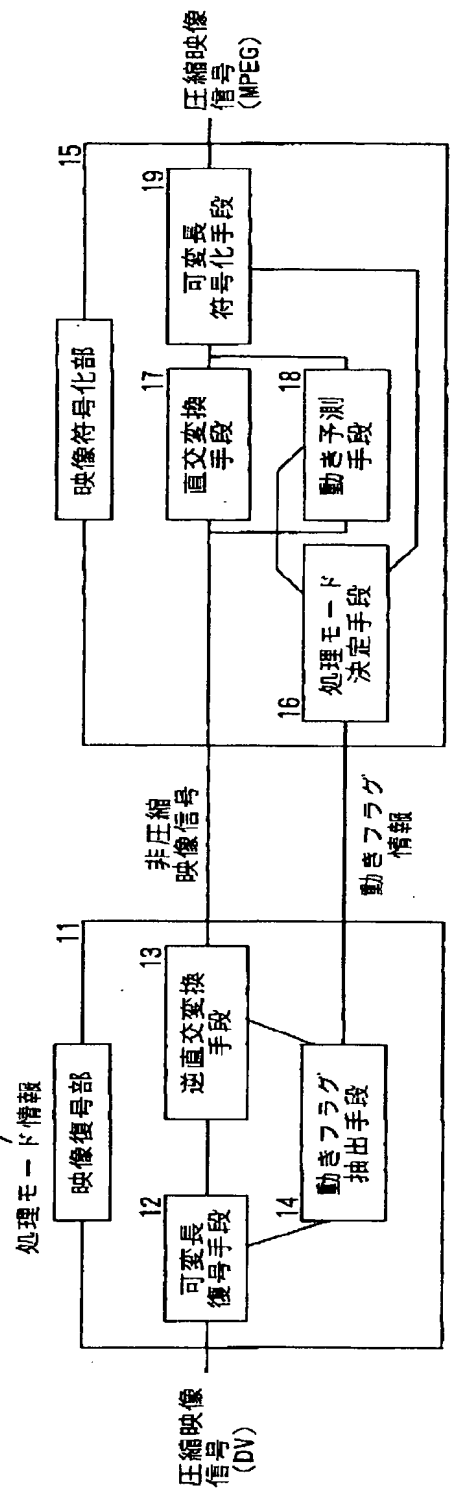 処理モード情報
圧縮映像
信号
(DV)
11
映像復号部
12
可変長
復号手段
13
逆直交変換
手段
14
動きフラグ
抽出手段
非圧縮
映像信号
動きフラグ
情報
15
映像符号化部
16
処理モード
決定手段
17
直交変換
手段
18
動き予測
手段
19
可変長
符号化手段
圧縮映像
信号
(MPEG)